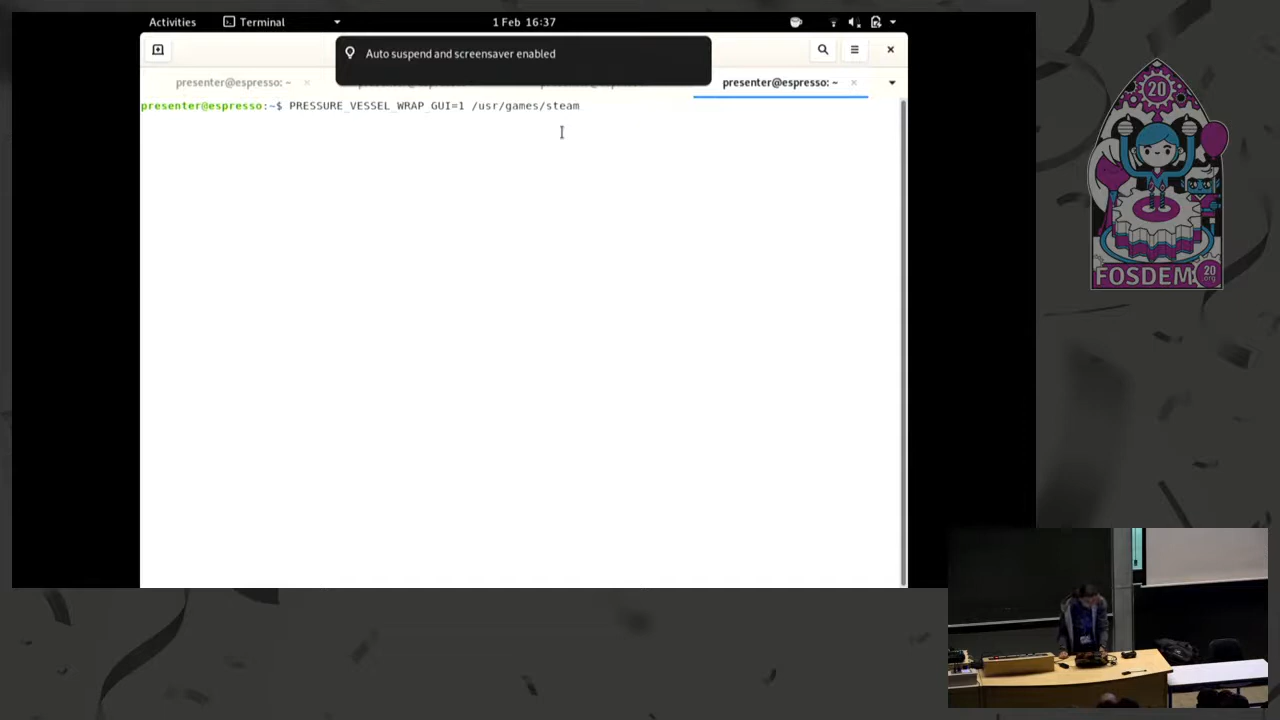 Activities
Terminal
1 Feb 16:37
Auto suspend and screensaver enabled
presenter@espresso: ~
presenter@espresso: ~
presenter@espresso:~$ PRESSURE_VESSEL_WRAP_GUI=1 /usr/games/steam
20
FOSDEM
20
.org